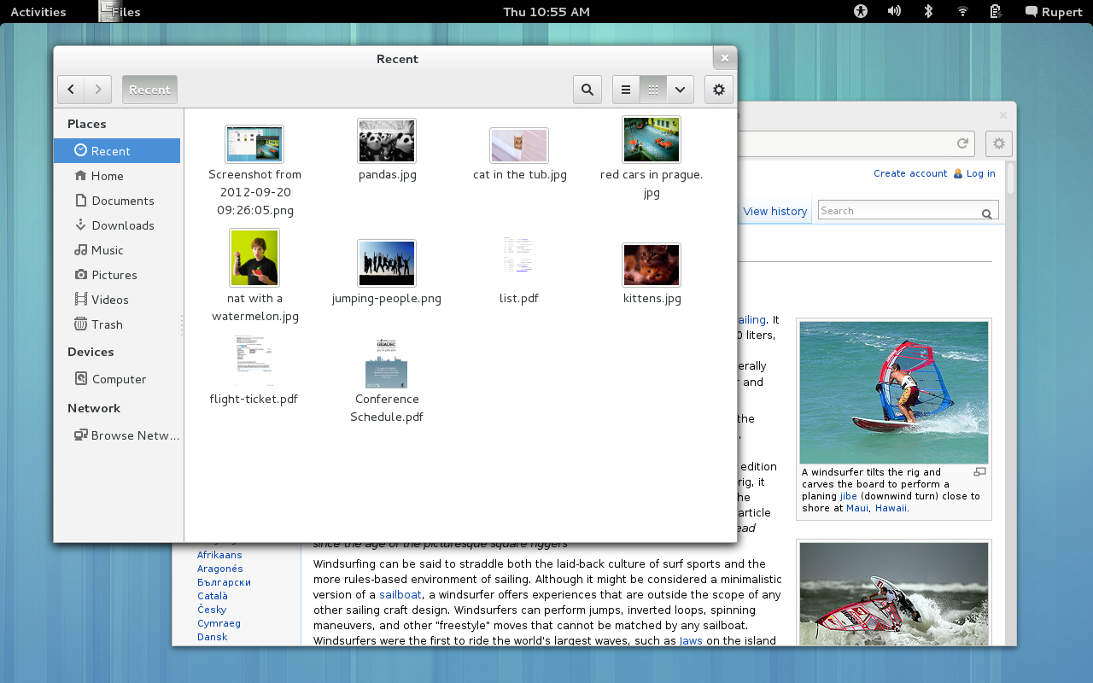 Activities
Files
Thu 10:55 AM
Rupert
Recent
Recent
Places
Recent
Home
Documents
Downloads
Music
Pictures
Videos
Trash
Devices
Computer
Network
Browse Netw...
Screenshot from
2012-09-20
09:26:05.png
pandas.jpg
cat in the tub.jpg
red cars in prague.
jpg
nat with a
watermelon.jpg
jumping-people.png
list.pdf
kittens.jpg
flight-ticket.pdf
Conference
Schedule.pdf
Create account
Log in
View history
Search
ailing. It
0 liters,
erally
r and
the
edition
rig, it
he
article
ead
since the age of the picturesque square riggers
Windsurfing can be said to straddle both the laid-back culture of surf sports and the
more rules-based environment of sailing. Although it might be considered a minimalistic
version of a sailboat, a windsurfer offers experiences that are outside the scope of any
other sailing craft design. Windsurfers can perform jumps, inverted loops, spinning
maneuvers, and other "freestyle" moves that cannot be matched by any sailboat.
Windsurfers were the first to ride the world's largest waves, such as Jaws on the island
A windsurfer tilts the rig and
carves the board to perform a
planing jibe (downwind turn) close to
shore at Maui, Hawaii.
Afrikaans
Aragonés
Български
Català
Česky
Cymraeg
Dansk